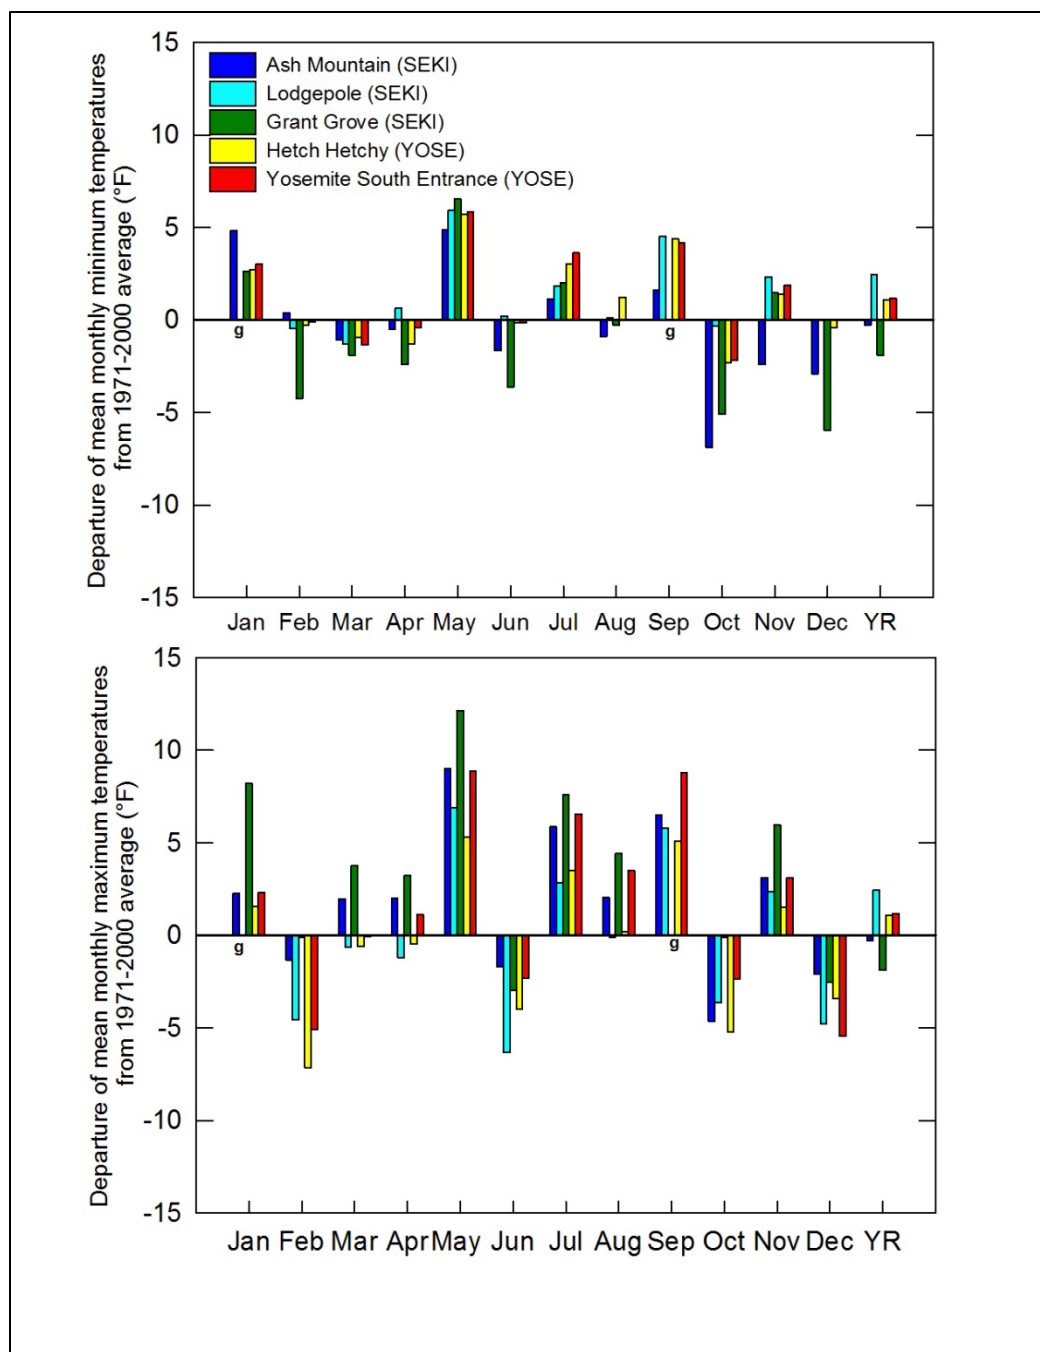 Departure of mean monthly minimum temperatures
from 1971-2000 average (°F)
15
10
5
0
-5
-10
-15
Ash Mountain (SEKI)
Lodgepole (SEKI)
Grant Grove (SEKI)
Hetch Hetchy (YOSE)
Yosemite South Entrance (YOSE)
g
g
Jan Feb Mar Apr May Jun Jul Aug Sep Oct Nov Dec YR
Departure of mean monthly maximum temperatures
from 1971-2000 average (°F)
15
10
5
0
-5
-10
-15
g
g
Jan Feb Mar Apr May Jun Jul Aug Sep Oct Nov Dec YR